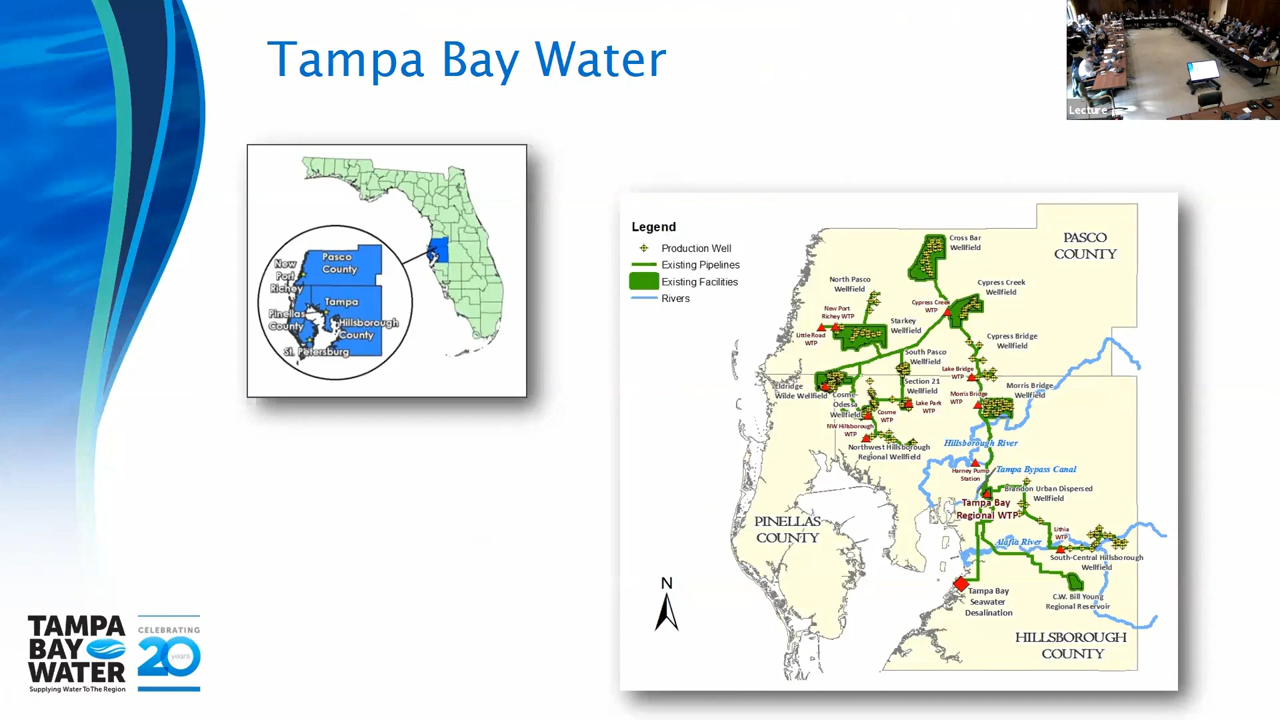 Tampa Bay Water
Lecture
New
Port
Richey
Pasco
County
Tampa
Pinellas
County
Hillsborough
County
St. Petersburg
Legend
Production Well
Existing Pipelines
Existing Facilities
Rivers
PASCO
COUNTY
Cross Bar
Wellfield
North Pasco
Wellfield
Cypress Creek
Wellfield
Cypress Creek
WTP
New Port
Richey WTP
Little Road
WTP
Starkey
Wellfield
Cypress Bridge
Wellfield
South Pasco
Wellfield
Lake Bridge
WTP
Eldridge
Wilde Wellfield
Section 21
Wellfield
Morris Bridge
Wellfield
Morris Bridge
WTP
Cosme
Odessa
Wellfield
Cosme
WTP
Lake Park
WTP
NW Hillsborough
WTP
Northwest Hillsborough
Regional Wellfield
Hillsborough River
Harney Pump
Station
Tampa Bypass Canal
Brandon Urban Dispersed
Wellfield
Tampa Bay
Regional WTP
PINELLAS
COUNTY
Lithia
WTP
Alafia River
South-Central Hillsborough
Wellfield
N
Tampa Bay
Seawater
Desalination
C.W. Bill Young
Regional Reservoir
HILLSBOROUGH
COUNTY
TAMPA
BAY
WATER
Supplying Water To The Region
CELEBRATING
20
years